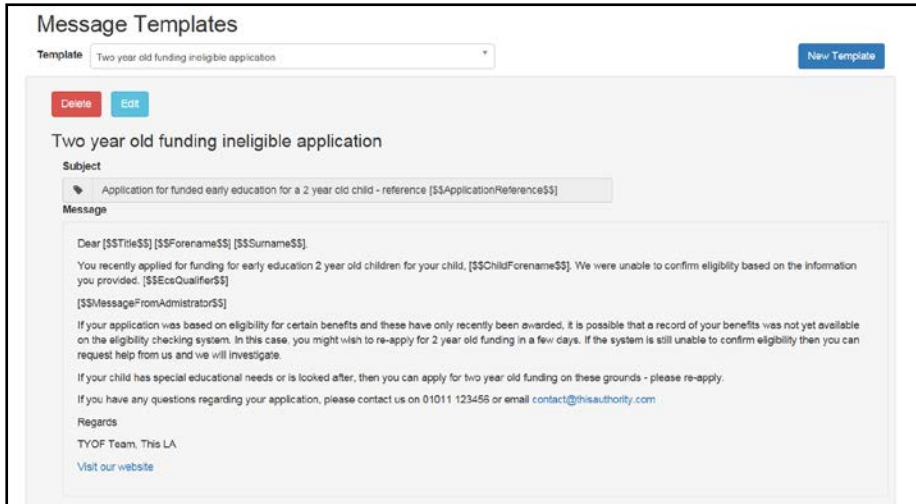 Message Templates
Template Two year old funding ineligible application New Template
Delete Edit
Two year old funding ineligible application
Subject
Application for funded early education for a 2 year old child - reference [$$ApplicationReference$$]
Message
Dear [$$Title$$] [$$Forename$$] [$$Surname$$].
You recently applied for funding for early education 2 year old children for your child, [$$ChildForename$$]. We were unable to confirm eligiblity based on the information
you provided. [$$EcsQualifier$$]
[$$MessageFromAdmistrator$$]
If your application was based on eligibility for certain benefits and these have only recently been awarded, it is possible that a record of your benefits was not yet available
on the eligibility checking system. In this case, you might wish to re-apply for 2 year old funding in a few days. If the system is still unable to confirm eligibility then you can
request help from us and we will investigate.
If your child has special educational needs or is looked after, then you can apply for two year old funding on these grounds - please re-apply.
If you have any questions regarding your application, please contact us on 01011 123456 or email contact@thisauthority.com
Regards
TYOF Team, This LA
Visit our website